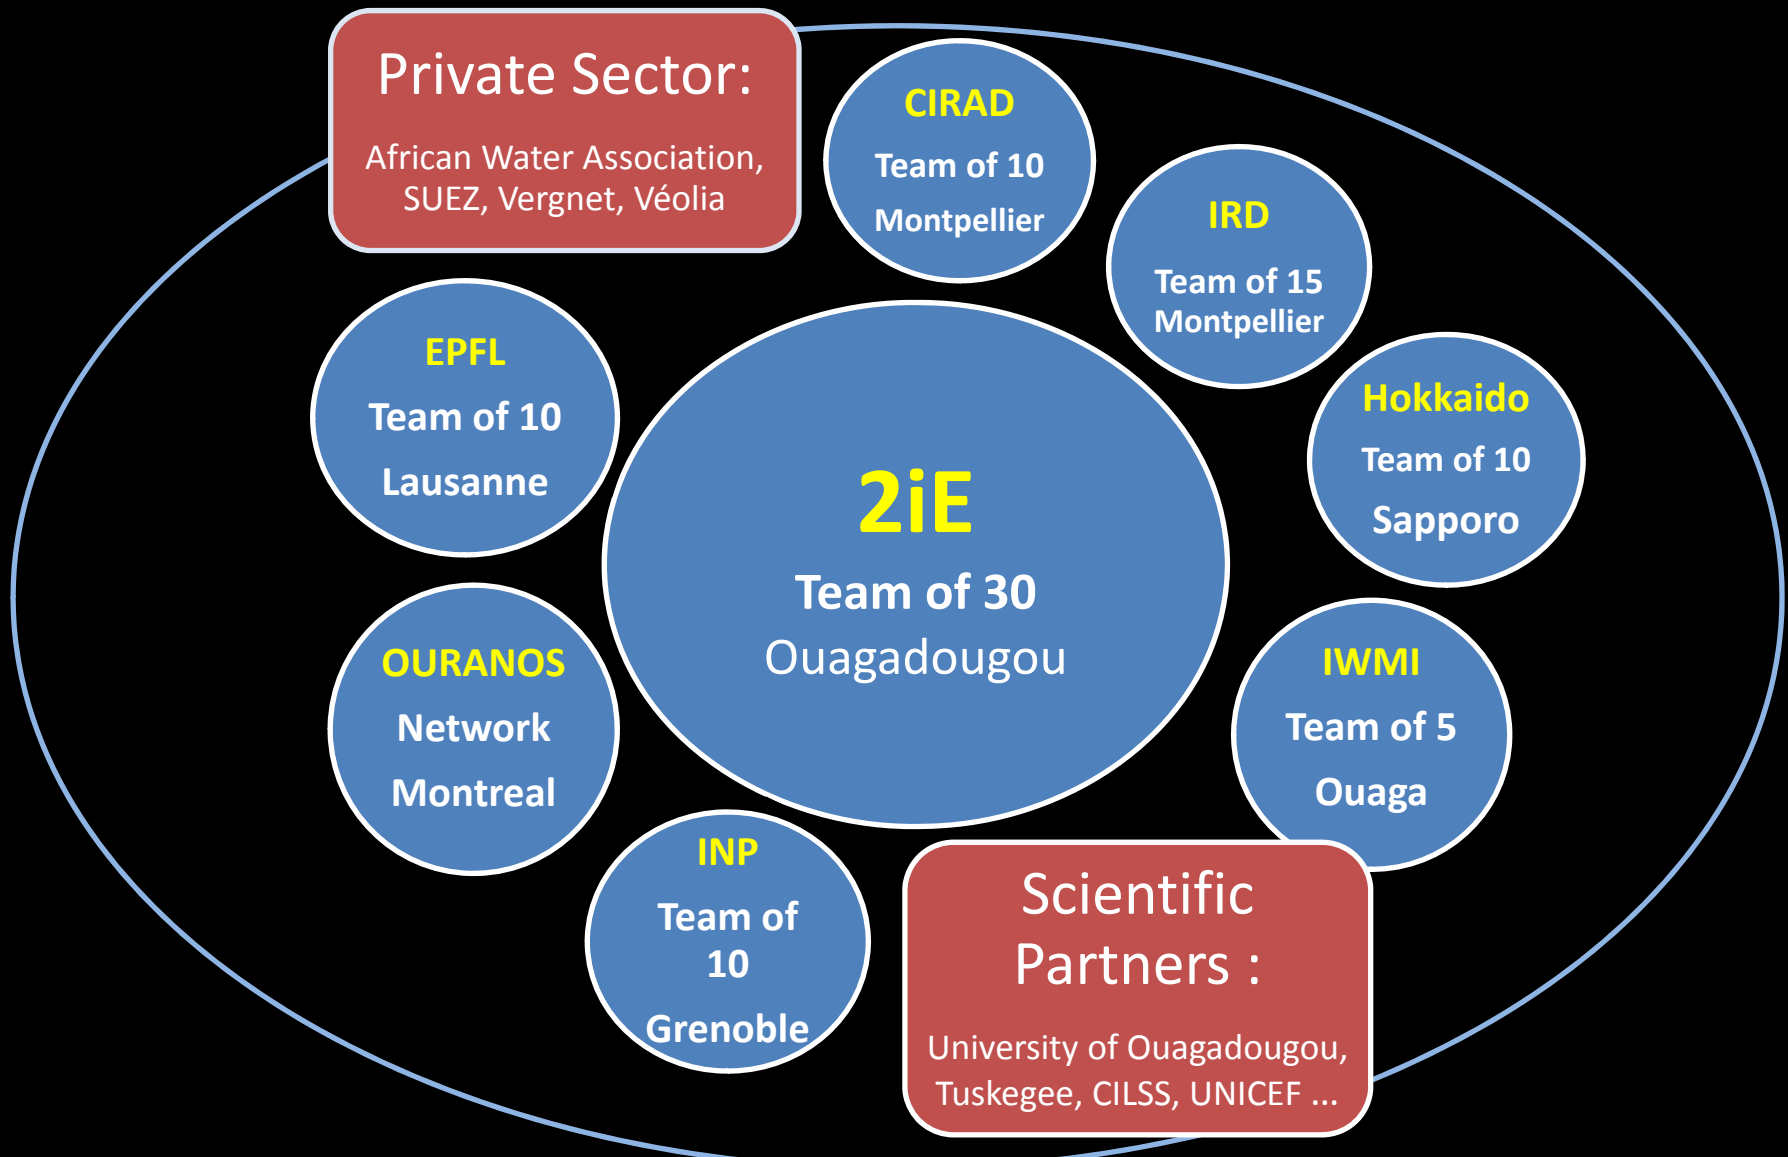 Private Sector:
African Water Association,
SUEZ, Vergnet, Véolia
CIRAD
Team of 10
Montpellier
IRD
Team of 15
Montpellier
EPFL
Team of 10
Lausanne
Hokkaido
Team of 10
Sapporo
2iE
Team of 30
Ouagadougou
OURANOS
Network
Montreal
IWMI
Team of 5
Ouaga
INP
Team of
10
Grenoble
Scientific
Partners :
University of Ouagadougou,
Tuskegee, CILSS, UNICEF ...